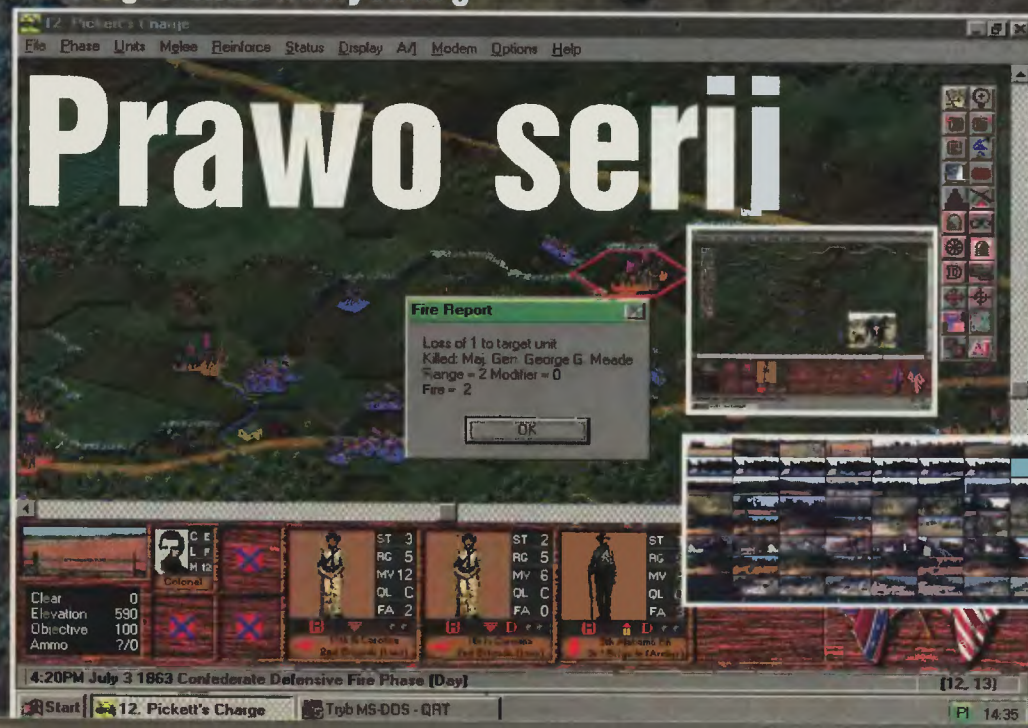 12. Pickett's Charge
File Phase Units Melee Reinforce Status Display A/I Modem Options Help
Prawo serij
Fire Report
Loss of 1 to target unit
Killed: Maj. Gen. George G. Meade
Range = 2 Modifier = 0
Fire = 2
OK
Clear 0
Elevation 590
Objective 100
Ammo ?/0
C E
L F
M 12
Colonel
ST 3
RG 5
MV 12
QL C
FA 2
ST 2
RG 5
MV 6
QL C
FA 0
D
ST
RG
MV
QL
FA
D
AI
4:20PM July 3 1863 Confederate Defensive Fire Phase (Day)
[12, 13]
Start
12. Pickett's Charge
Tryb MS-DOS - QRT
Pl 14:35